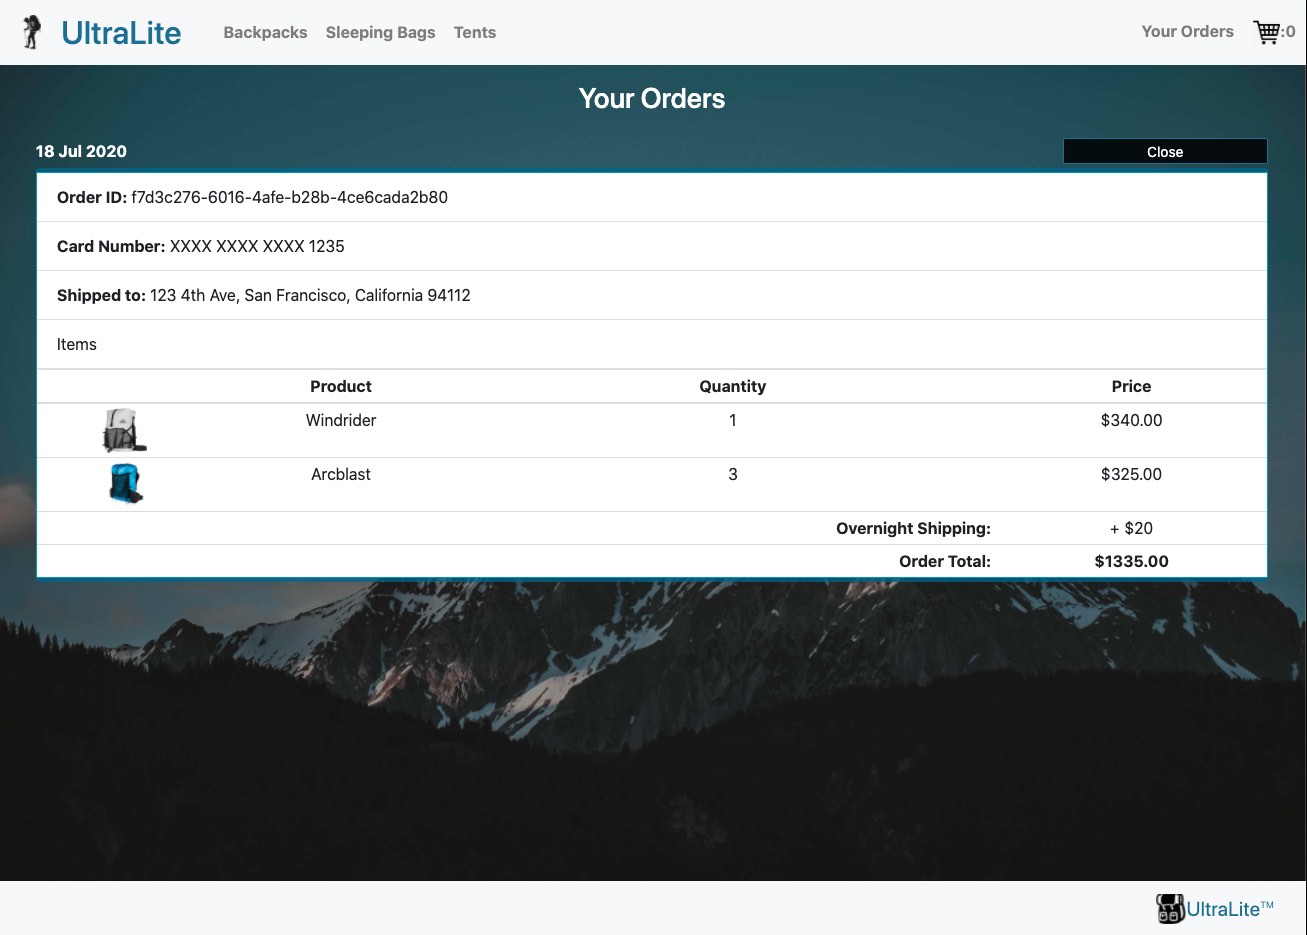 UltraLite Backpacks Sleeping Bags Tents Your Orders :0
Your Orders
18 Jul 2020 Close
Order ID: f7d3c276-6016-4afe-b28b-4ce6cada2b80
Card Number: XXXX XXXX XXXX 1235
Shipped to: 123 4th Ave, San Francisco, California 94112
Items
Product Quantity Price
Windrider 1 $340.00
Arcblast 3 $325.00
Overnight Shipping: + $20
Order Total: $1335.00
UltraLite™